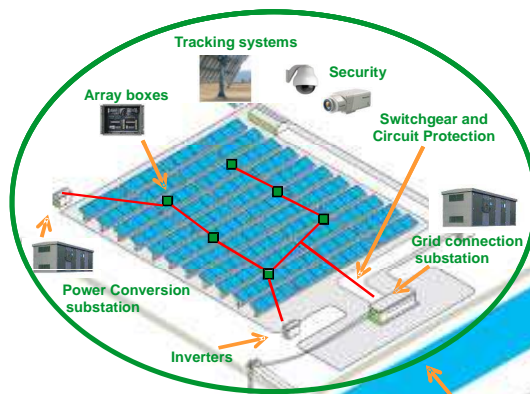 Tracking systems
Security
Array boxes
Switchgear and
Circuit Protection
Grid connection
substation
Power Conversion
substation
Inverters